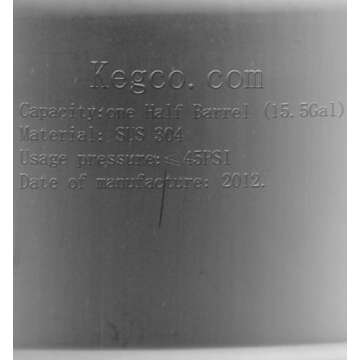 Kegco.com
Capacity:one Half Barrel (15.5Gal)
Material: SUS 304
Usage pressure:≤45PSI
Date of manufacture: 2012.